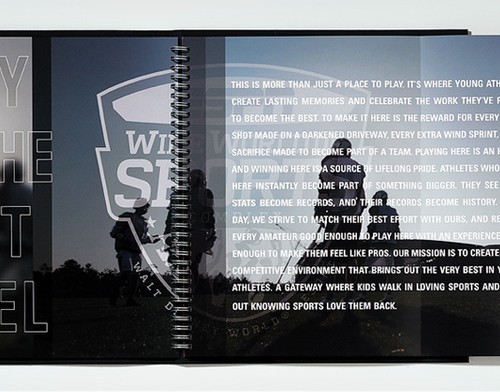 Y
HE
T
EL
WIDE WORLD
SPORTS
COMPLEX
WALT DISNEY WORLD
THIS IS MORE THAN JUST A PLACE TO PLAY. IT'S WHERE YOUNG ATH
CREATE LASTING MEMORIES AND CELEBRATE THE WORK THEY'VE P
TO BECOME THE BEST. TO MAKE IT HERE IS THE REWARD FOR EVERY
SHOT MADE ON A DARKENED DRIVEWAY, EVERY EXTRA WIND SPRINT,
SACRIFICE MADE TO BECOME PART OF A TEAM. PLAYING HERE IS AN H
AND WINNING HERE IS A SOURCE OF LIFELONG PRIDE. ATHLETES WHO
HERE INSTANTLY BECOME PART OF SOMETHING BIGGER. THEY SEE
STATS BECOME RECORDS, AND THEIR RECORDS BECOME HISTORY.
DAY, WE STRIVE TO MATCH THEIR BEST EFFORT WITH OURS, AND RE
EVERY AMATEUR GOOD ENOUGH TO PLAY HERE WITH AN EXPERIENCE
ENOUGH TO MAKE THEM FEEL LIKE PROS. OUR MISSION IS TO CREATE
COMPETITIVE ENVIRONMENT THAT BRINGS OUT THE VERY BEST IN Y
ATHLETES. A GATEWAY WHERE KIDS WALK IN LOVING SPORTS AND
OUT KNOWING SPORTS LOVE THEM BACK.